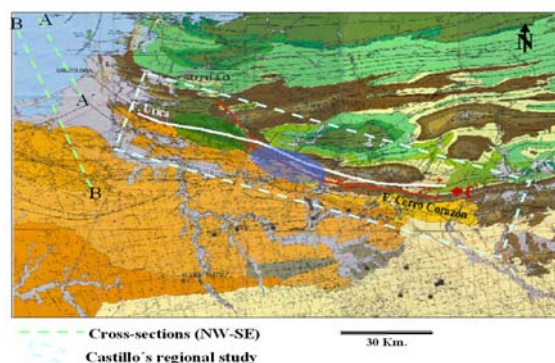 B
A
N
A'
Urica
B
E
F. Cerro Corazón
Cross-sections (NW-SE)
30 Km.
Castillo´s regional study